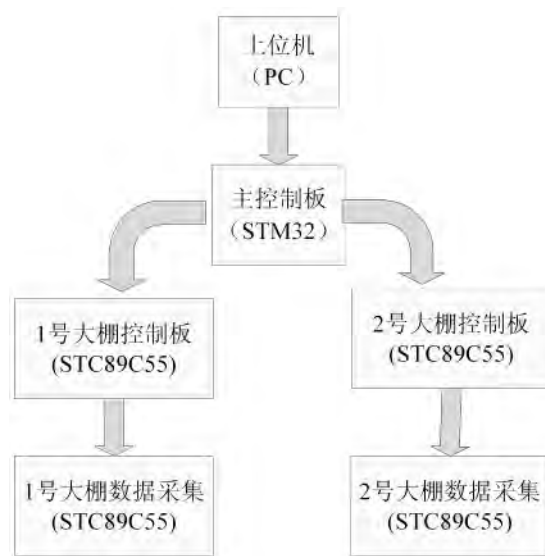 上位机
（PC）
主控制板
（STM32）
1号大棚控制板
(STC89C55)
2号大棚控制板
(STC89C55)
1号大棚数据采集
(STC89C55)
2号大棚数据采集
(STC89C55)